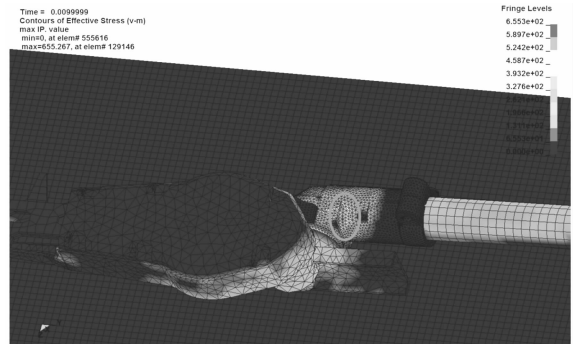 Time = 0.0099999
Contours of Effective Stress (v-m)
max IP. value
min=0, at elem# 555616
max=655.267, at elem# 129146
Fringe Levels
6.553e+02
5.897e+02
5.242e+02
4.587e+02
3.932e+02
3.276e+02